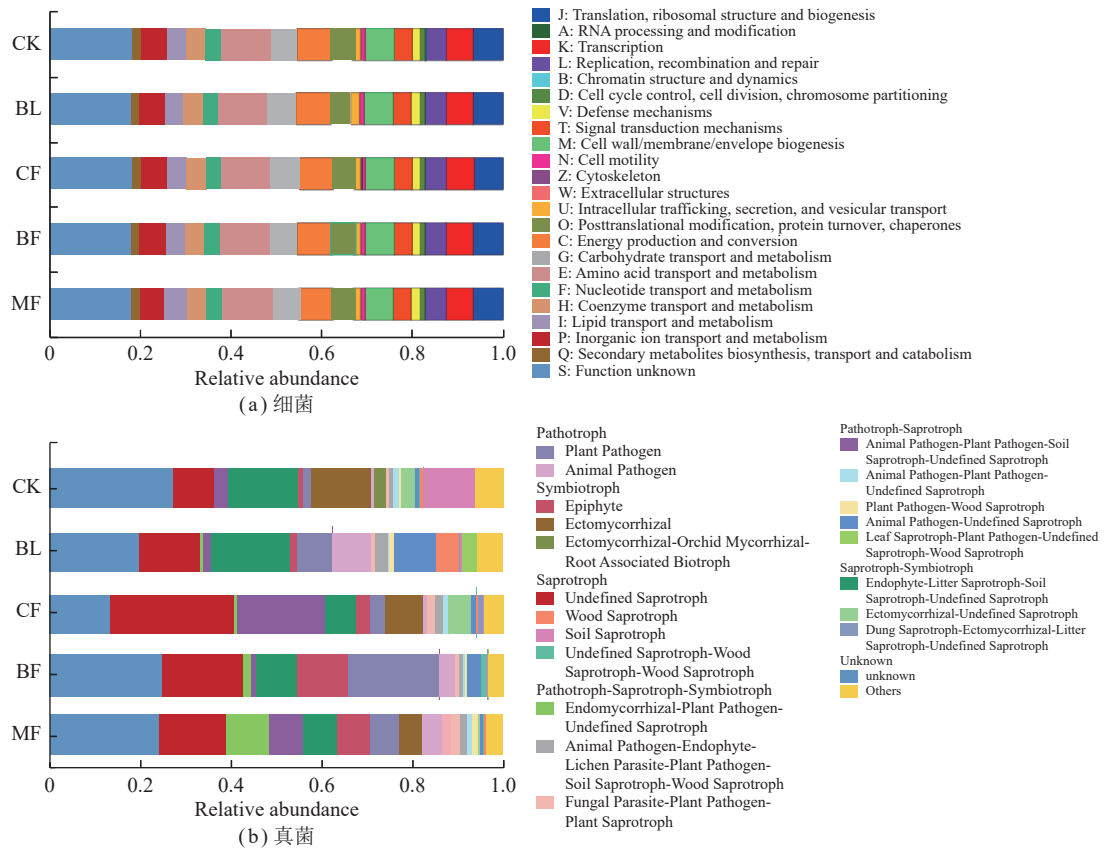 CK
BL
CF
BF
MF
0
0.2
0.4
0.6
0.8
1.0
Relative abundance
(a) 细菌
J: Translation, ribosomal structure and biogenesis
A: RNA processing and modification
K: Transcription
L: Replication, recombination and repair
B: Chromatin structure and dynamics
D: Cell cycle control, cell division, chromosome partitioning
V: Defense mechanisms
T: Signal transduction mechanisms
M: Cell wall/membrane/envelope biogenesis
N: Cell motility
Z: Cytoskeleton
W: Extracellular structures
U: Intracellular trafficking, secretion, and vesicular transport
O: Posttranslational modification, protein turnover, chaperones
C: Energy production and conversion
G: Carbohydrate transport and metabolism
E: Amino acid transport and metabolism
F: Nucleotide transport and metabolism
H: Coenzyme transport and metabolism
I: Lipid transport and metabolism
P: Inorganic ion transport and metabolism
Q: Secondary metabolites biosynthesis, transport and catabolism
S: Function unknown
CK
BL
CF
BF
MF
0
0.2
0.4
0.6
0.8
1.0
Relative abundance
(b) 真菌
Pathotroph
Plant Pathogen
Animal Pathogen
Symbiotroph
Epiphyte
Ectomycorrhizal
Ectomycorrhizal-Orchid Mycorrhizal-
Root Associated Biotroph
Saprotroph
Undefined Saprotroph
Wood Saprotroph
Soil Saprotroph
Undefined Saprotroph-Wood
Saprotroph-Wood Saprotroph
Pathotroph-Saprotroph-Symbiotroph
Endomycorrhizal-Plant Pathogen-
Undefined Saprotroph
Animal Pathogen-Endophyte-
Lichen Parasite-Plant Pathogen-
Soil Saprotroph-Wood Saprotroph
Fungal Parasite-Plant Pathogen-
Plant Saprotroph
Pathotroph-Saprotroph
Animal Pathogen-Plant Pathogen-Soil
Saprotroph-Undefined Saprotroph
Animal Pathogen-Plant Pathogen-
Undefined Saprotroph
Plant Pathogen-Wood Saprotroph
Animal Pathogen-Undefined Saprotroph
Leaf Saprotroph-Plant Pathogen-Undefined
Saprotroph-Wood Saprotroph
Saprotroph-Symbiotroph
Endophyte-Litter Saprotroph-Soil
Saprotroph-Undefined Saprotroph
Ectomycorrhizal-Undefined Saprotroph
Dung Saprotroph-Ectomycorrhizal-Litter
Saprotroph-Undefined Saprotroph
Unknown
unknown
Others